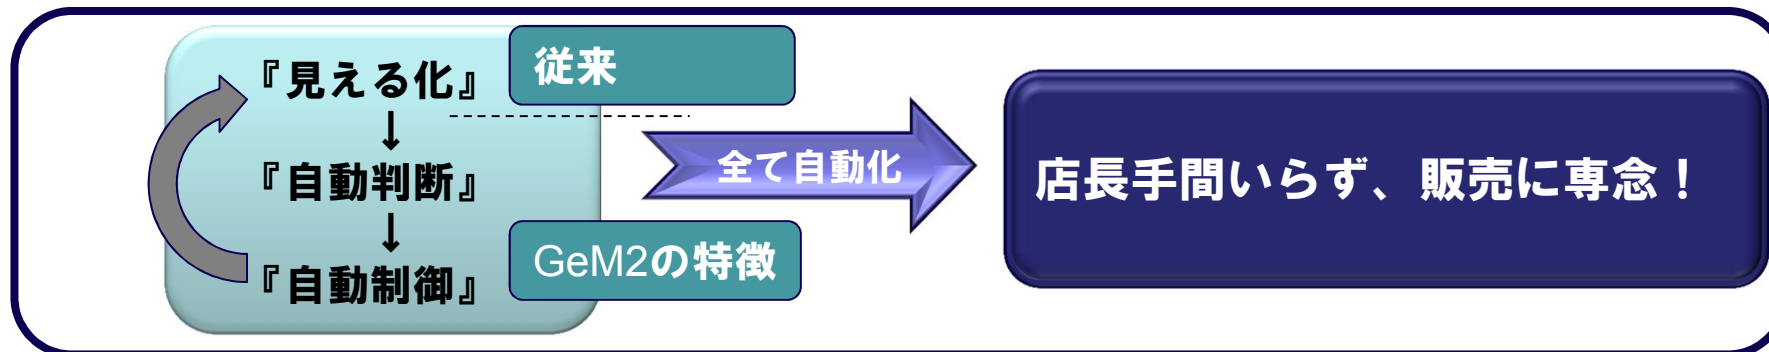 『見える化』
従来
↓
『自動判断』
↓
『自動制御』
GeM2の特徴
全て自動化
店長手間いらず、販売に専念！